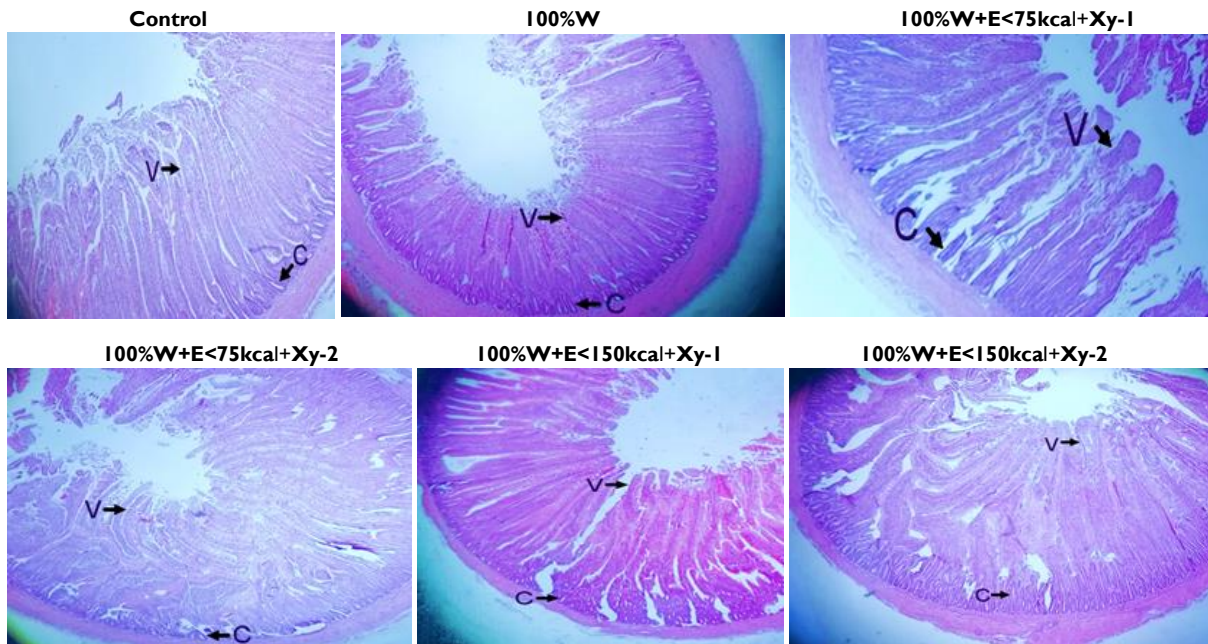 Control
100%W
100%W+E<75kcal+Xy-1
V
C
V
C
V
C
100%W+E<75kcal+Xy-2
100%W+E<150kcal+Xy-1
100%W+E<150kcal+Xy-2
V
C
V
C
V
C